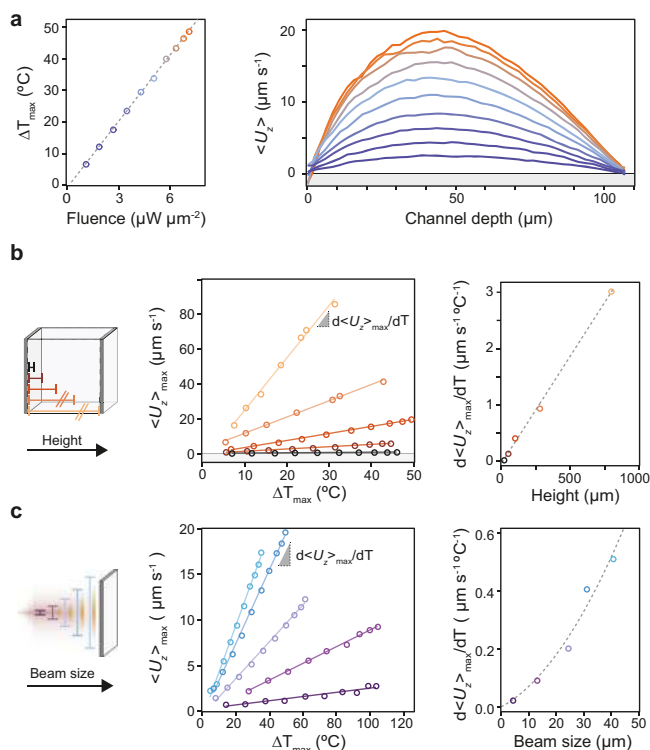 a
50
40
30
20
10
0
ΔT_max (ºC)
0 2 4 6
Fluence (µW µm⁻²)
20
10
0
<U_z> (µm s⁻¹)
0 50 100
Channel depth (µm)
b
H
Height
80
60
40
20
0
<U_z>_max (µm s⁻¹)
d<U_z>_max/dT
0 10 20 30 40 50
ΔT_max (ºC)
3
2
1
0
d<U_z>_max/dT (µm s⁻¹ ºC⁻¹)
0 500 1000
Height (µm)
c
Beam size
20
15
10
5
0
<U_z>_max ( µm s⁻¹)
d<U_z>_max/dT
0 20 40 60 80 100 120
ΔT_max (ºC)
0.6
0.4
0.2
0.0
d<U_z>_max/dT ( µm s⁻¹ ºC⁻¹)
0 10 20 30 40 50
Beam size (µm)